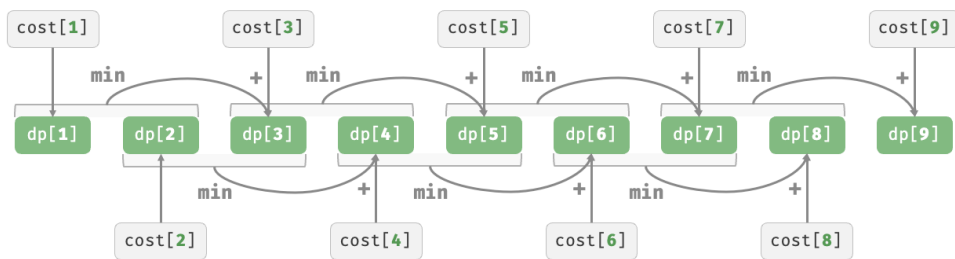 cost[1] cost[3] cost[5] cost[7] cost[9]
min + min + min + min +
dp[1] dp[2] dp[3] dp[4] dp[5] dp[6] dp[7] dp[8] dp[9]
min + min + min +
cost[2] cost[4] cost[6] cost[8]